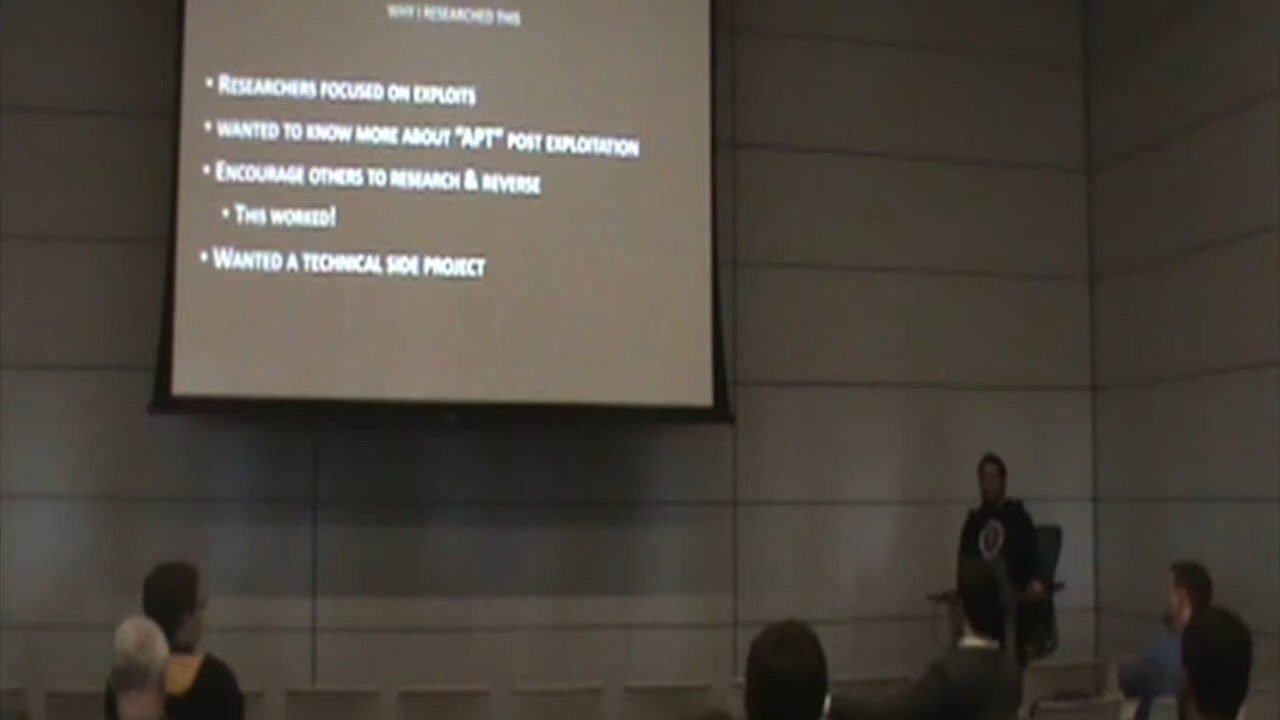 WHY I RESEARCHED THIS
• RESEARCHERS FOCUSED ON EXPLOITS
• WANTED TO KNOW MORE ABOUT "APT" POST EXPLOITATION
• ENCOURAGE OTHERS TO RESEARCH & REVERSE
• THIS WORKED!
• WANTED A TECHNICAL SIDE PROJECT